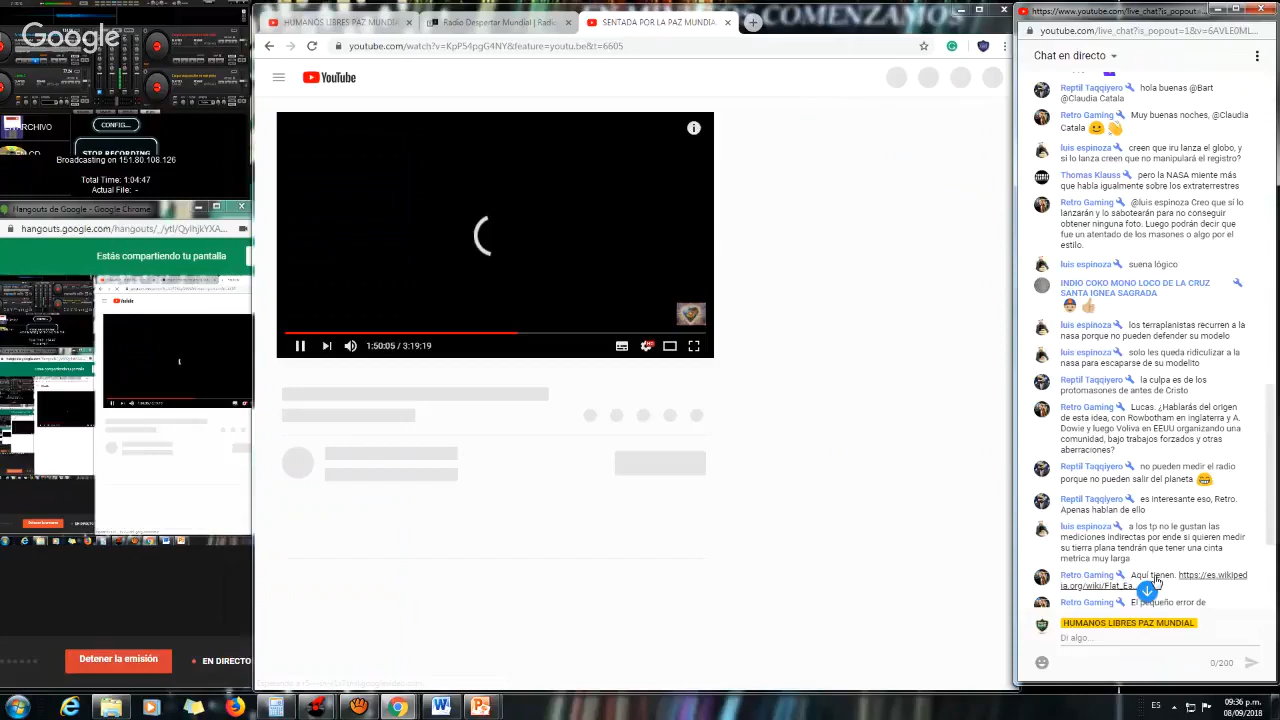 Google
EN ARCHIVO
CONFIG...
STOP RECORDING
Broadcasting on 151.80.108.126
Total Time: 1:04:47
Actual File: -
Hangouts de Google - Google Chrome
hangouts.google.com/hangouts/_/ytl/QyIhjkYXA...
Estás compartiendo tu pantalla
Detener la emisión
EN DIRECTO
HUMANOS LIBRES PAZ MUNDIAL
Radio Despertar Mundial | Radio
SENTADA POR LA PAZ MUNDIAL
youtube.com/watch?v=KpPS4pgG4NY&feature=youtu.be&t=6605
YouTube
1:50:05 / 3:19:19
https://www.youtube.com/live_chat?is_popout=1
youtube.com/live_chat?is_popout=1&v=6AVLE0ML...
Chat en directo
Reptil Taqqiyero hola buenas @Bart
@Claudia Catala
Retro Gaming Muy buenas noches, @Claudia
Catala
luis espinoza creen que iru lanza el globo, y
si lo lanza creen que no manipulará el registro?
Thomas Klauss pero la NASA miente más
que habla igualmente sobre los extraterrestres
Retro Gaming @luis espinoza Creo que sí lo
lanzarán y lo sabotearán para no conseguir
obtener ninguna foto. Luego podrán decir que
fue un atentado de los masones o algo por el
estilo.
luis espinoza suena lógico
INDIO COKO MONO LOCO DE LA CRUZ
SANTA IGNEA SAGRADA
luis espinoza los terraplanistas recurren a la
nasa porque no pueden defender su modelo
luis espinoza solo les queda ridiculizar a la
nasa para escaparse de su modelito
Reptil Taqqiyero la culpa es de los
protomasones de antes de Cristo
Retro Gaming Lucas. ¿Hablarás del origen
de esta idea, con Rowbotham en Inglaterra y A.
Dowie y luego Voliva en EEUU organizando una
comunidad, bajo trabajos forzados y otras
aberraciones?
Reptil Taqqiyero no pueden medir el radio
porque no pueden salir del planeta
Reptil Taqqiyero es interesante eso, Retro.
Apenas hablan de ello
luis espinoza a los tp no le gustan las
mediciones indirectas por ende si quieren medir
su tierra plana tendrán que tener una cinta
metrica muy larga
Retro Gaming Aquí tienen. https://es.wikiped
ia.org/wiki/Flat_Ea...
Retro Gaming El pequeño error de
HUMANOS LIBRES PAZ MUNDIAL
Di algo...
0/200
ES
09:36 p.m.
08/09/2018